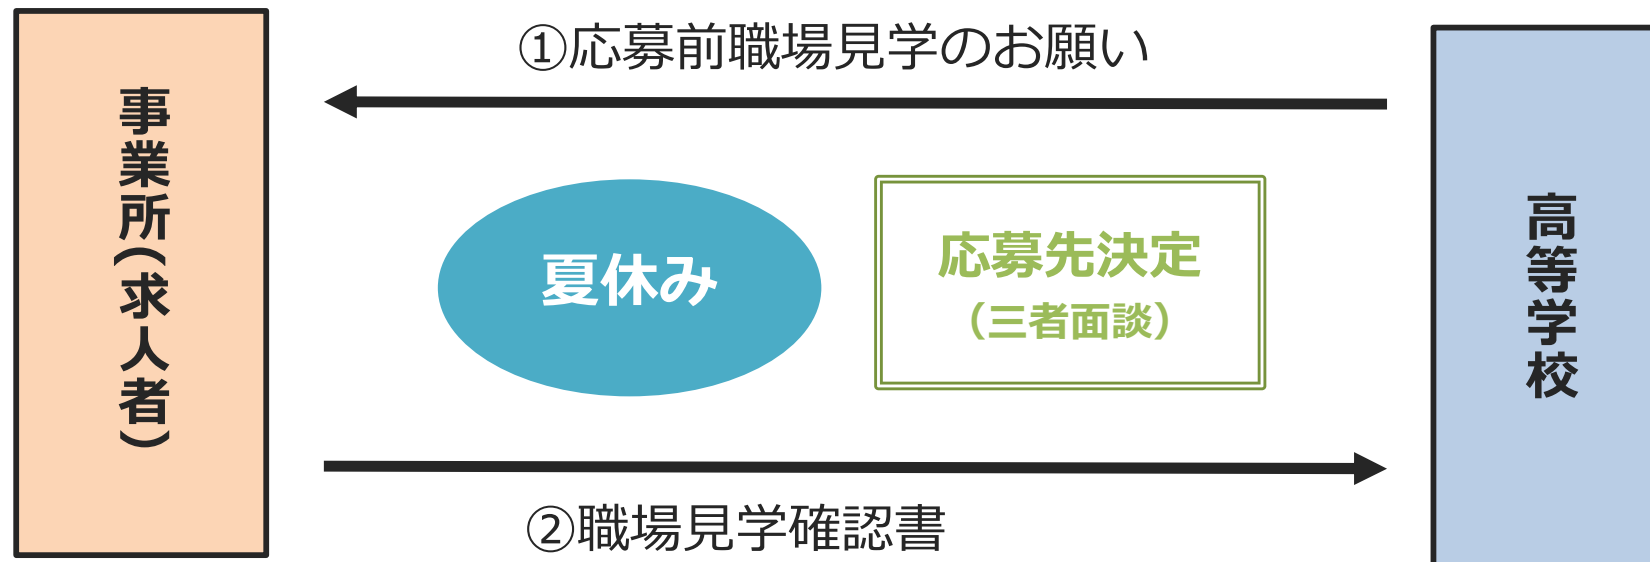 ①応募前職場見学のお願い
事業所(求人者)
夏休み
応募先決定
（三者面談）
高等学校
②職場見学確認書